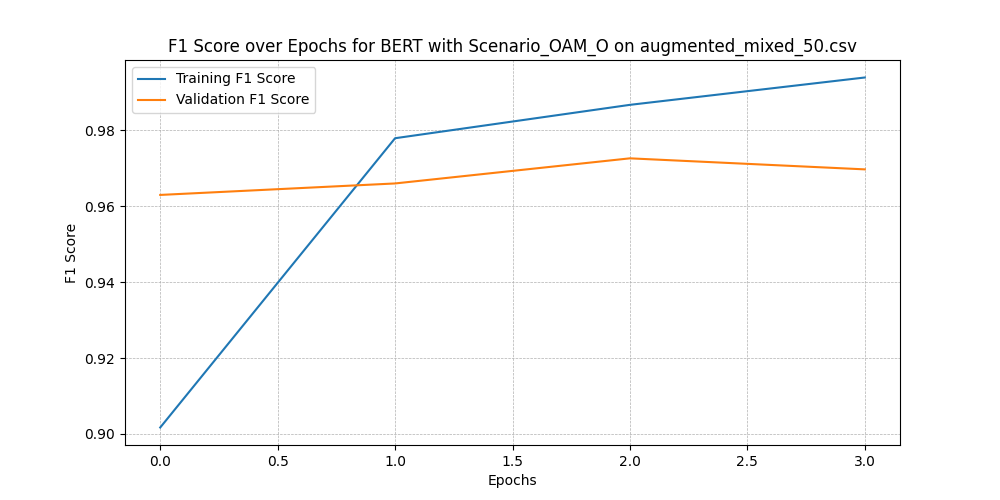 F1 Score over Epochs for BERT with Scenario_OAM_O on augmented_mixed_50.csv
Training F1 Score
Validation F1 Score
0.98
0.96
0.94
0.92
0.90
F1 Score
0.0 0.5 1.0 1.5 2.0 2.5 3.0
Epochs